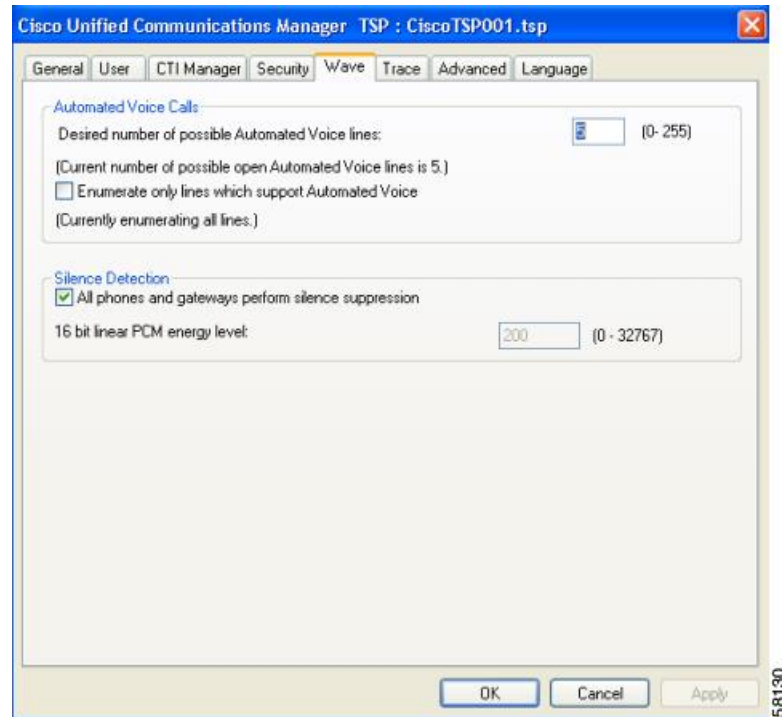 Cisco Unified Communications Manager TSP : CiscoTSP001.tsp
General User CTI Manager Security Wave Trace Advanced Language
Automated Voice Calls
Desired number of possible Automated Voice lines: 5 (0- 255)
(Current number of possible open Automated Voice lines is 5.)
Enumerate only lines which support Automated Voice
(Currently enumerating all lines.)
Silence Detection
All phones and gateways perform silence suppression
16 bit linear PCM energy level: 200 (0 - 32767)
OK Cancel Apply